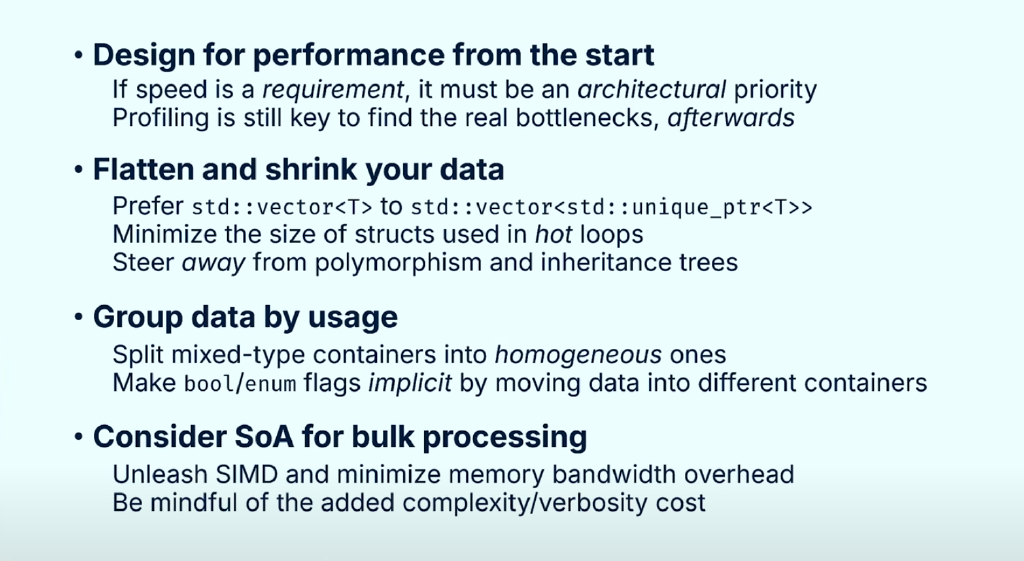 • Design for performance from the start
If speed is a requirement, it must be an architectural priority
Profiling is still key to find the real bottlenecks, afterwards
• Flatten and shrink your data
Prefer std::vector<T> to std::vector<std::unique_ptr<T>>
Minimize the size of structs used in hot loops
Steer away from polymorphism and inheritance trees
• Group data by usage
Split mixed-type containers into homogeneous ones
Make bool/enum flags implicit by moving data into different containers
• Consider SoA for bulk processing
Unleash SIMD and minimize memory bandwidth overhead
Be mindful of the added complexity/verbosity cost